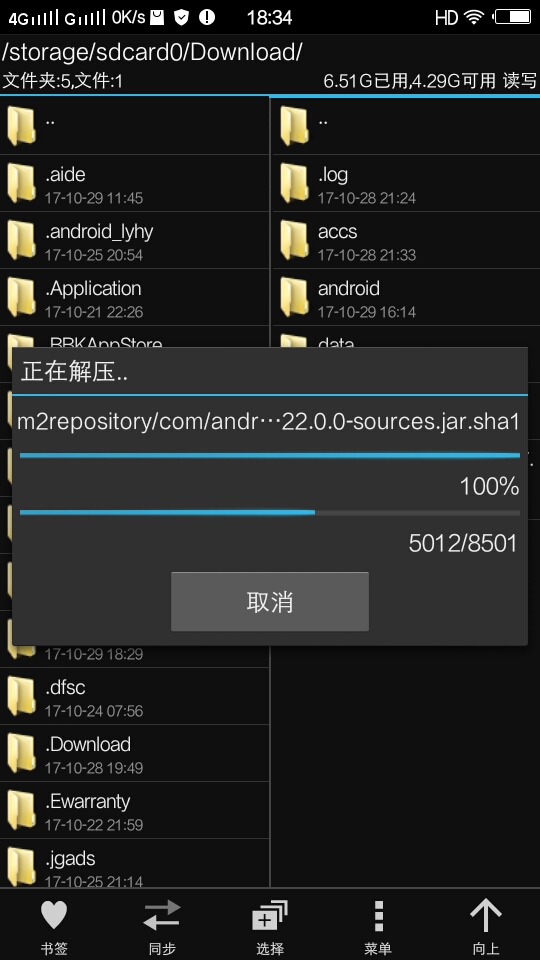 4G G 0K/s 18:34 HD
/storage/sdcard0/Download/
文件夹:5,文件:1 6.51G已用,4.29G可用 读写
..
..
.aide
17-10-29 11:45
.log
17-10-28 21:24
.android_lyhy
17-10-25 20:54
accs
17-10-28 21:33
.Application
17-10-21 22:26
android
17-10-29 16:14
.BBKAppStore
data
正在解压..
m2repository/com/andr···22.0.0-sources.jar.sha1
100%
5012/8501
取消
17-10-29 18:29
.dfsc
17-10-24 07:56
.Download
17-10-28 19:49
.Ewarranty
17-10-22 21:59
.jgads
17-10-25 21:14
书签 同步 选择 菜单 向上